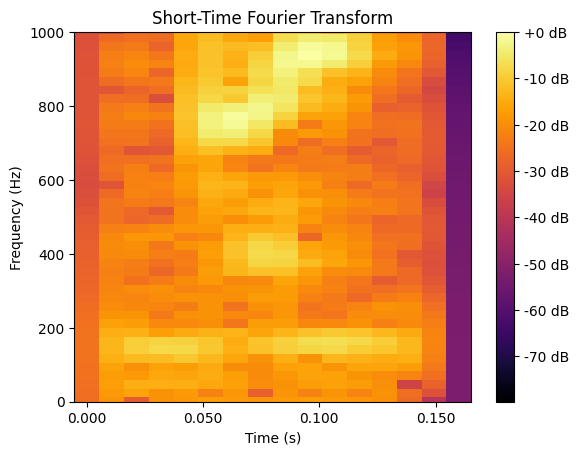 Short-Time Fourier Transform
Frequency (Hz)
1000
800
600
400
200
0
0.000
0.050
0.100
0.150
Time (s)
+0 dB
-10 dB
-20 dB
-30 dB
-40 dB
-50 dB
-60 dB
-70 dB